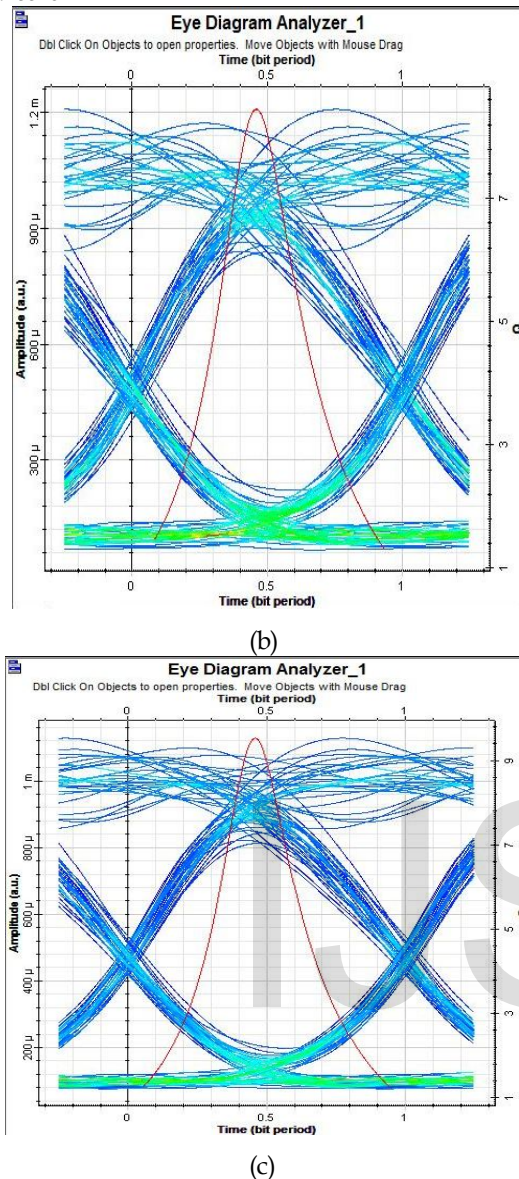 Eye Diagram Analyzer_1
Dbl Click On Objects to open properties. Move Objects with Mouse Drag
Time (bit period)
0 0.5 1
Amplitude (a.u.)
1.2 m
900 µ
600 µ
300 µ
7
5
3
1
Q
0 0.5 1
Time (bit period)
(b)
Eye Diagram Analyzer_1
Dbl Click On Objects to open properties. Move Objects with Mouse Drag
Time (bit period)
0 0.5 1
Amplitude (a.u.)
1 m
800 µ
600 µ
400 µ
200 µ
9
7
5
3
1
IJS
0 0.5 1
Time (bit period)
(c)